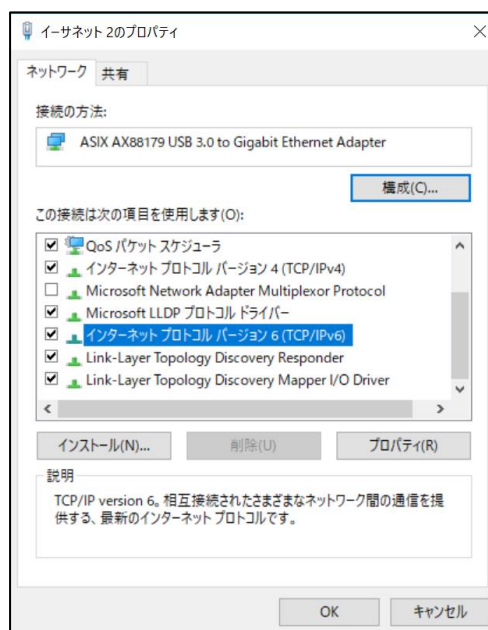 イーサネット 2のプロパティ
ネットワーク 共有
接続の方法:
ASIX AX88179 USB 3.0 to Gigabit Ethernet Adapter
構成(C)...
この接続は次の項目を使用します(O):
QoS パケット スケジューラ
インターネット プロトコル バージョン 4 (TCP/IPv4)
Microsoft Network Adapter Multiplexor Protocol
Microsoft LLDP プロトコル ドライバー
インターネット プロトコル バージョン 6 (TCP/IPv6)
Link-Layer Topology Discovery Responder
Link-Layer Topology Discovery Mapper I/O Driver
インストール(N)... 削除(U) プロパティ(R)
説明
TCP/IP version 6。相互接続されたさまざまなネットワーク間の通信を提
供する、最新のインターネット プロトコルです。
OK キャンセル